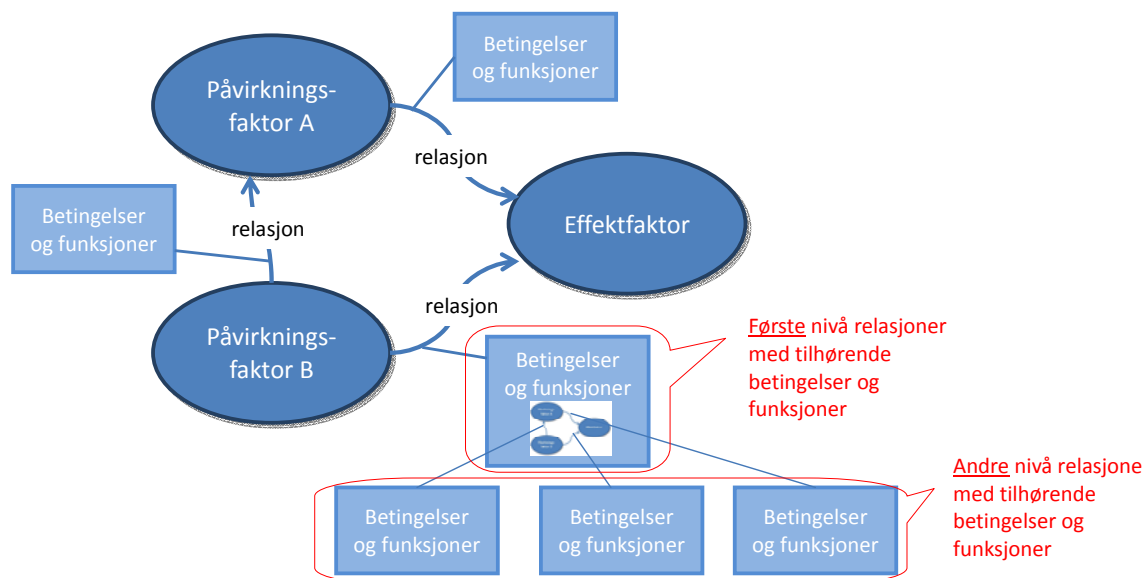 Betingelser
og funksjoner
Påvirknings-
faktor A
relasjon
Betingelser
og funksjoner
relasjon
Effektfaktor
relasjon
Påvirknings-
faktor B
Første nivå relasjoner
med tilhørende
betingelser og
funksjoner
Betingelser
og funksjoner
Andre nivå relasjone
med tilhørende
betingelser og
funksjoner
Betingelser
og funksjoner
Betingelser
og funksjoner
Betingelser
og funksjoner